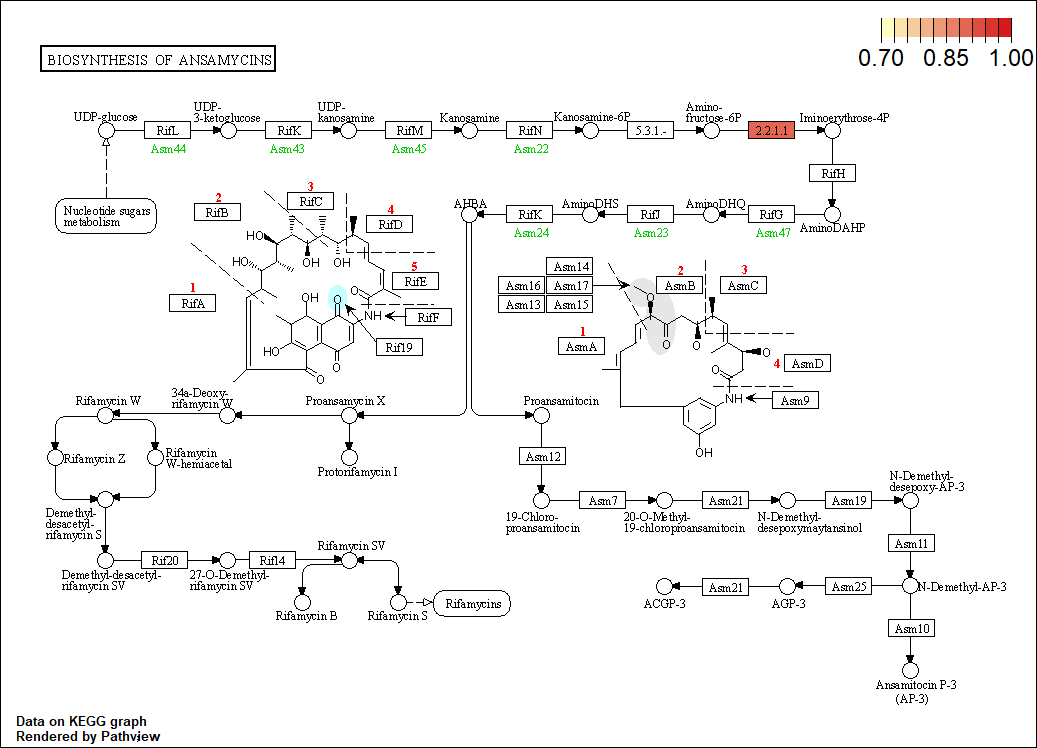 0.70 0.85 1.00
BIOSYNTHESIS OF ANSAMYCINS
UDP-glucose
UDP-
3-ketoglucose
UDP-
kanosamine
Kanosamine
Kanosamine-6P
Amino-
fructose-6P
Iminoerythrose-4P
RifL
RifK
RifM
RifN
5.3.1.-
2.2.1.1
Asm44
Asm43
Asm45
Asm22
RifH
Nucleotide sugars
metabolism
AHBA
AminoDHS
AminoDHQ
AminoDAHP
RifK
RifJ
RifG
Asm24
Asm23
Asm47
2
RifB
3
RifC
4
RifD
5
RifE
1
RifA
RifF
Rif19
HO
OH
OH
HO
OH
O
O
NH
HO
O
O
Asm14
Asm16
Asm17
Asm13
Asm15
2
AsmB
3
AsmC
1
AsmA
4
AsmD
Asm9
O
O
O
O
O
NH
OH
Rifamycin W
34a-Deoxy-
rifamycin W
Proansamycin X
Proansamitocin
Rifamycin Z
Rifamycin
W-hemiacetal
Protorifamycin I
Asm12
Demethyl-
desacetyl-
rifamycin S
19-Chloro-
proansamitocin
Asm7
20-O-Methyl-
19-chloroproansamitocin
Asm21
N-Demethyl-
desepoxymaytansinol
Asm19
N-Demethyl-
desepoxy-AP-3
Asm11
Demethyl-desacetyl-
rifamycin SV
Rif20
27-O-Demethyl-
rifamycin SV
Rif14
Rifamycin SV
Rifamycin B
Rifamycin S
Rifamycins
ACGP-3
Asm21
AGP-3
Asm25
N-Demethyl-AP-3
Asm10
Ansamitocin P-3
(AP-3)
Data on KEGG graph
Rendered by Pathview